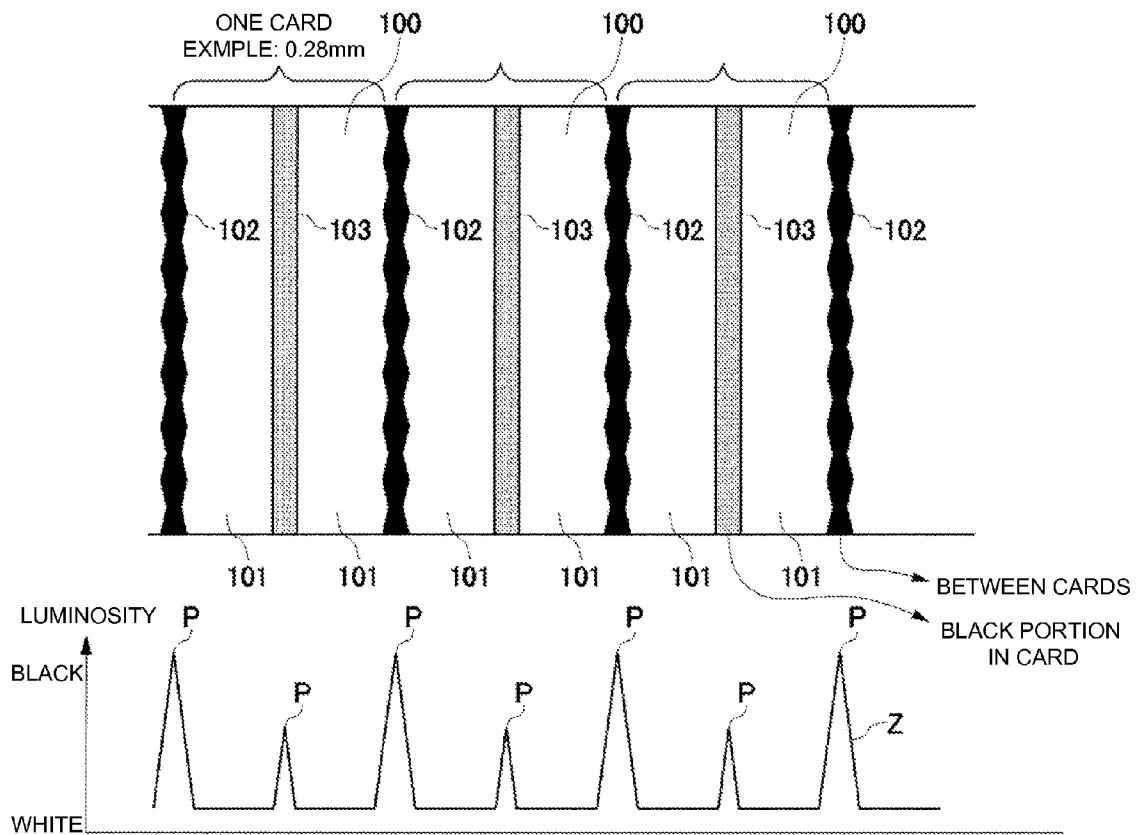 ONE CARD
EXMPLE: 0.28mm
100 100 100
102 103 102 103 102 103 102
101 101 101 101 101 101
BETWEEN CARDS
BLACK PORTION
IN CARD
LUMINOSITY
P P P P
BLACK
P P P
Z
WHITE